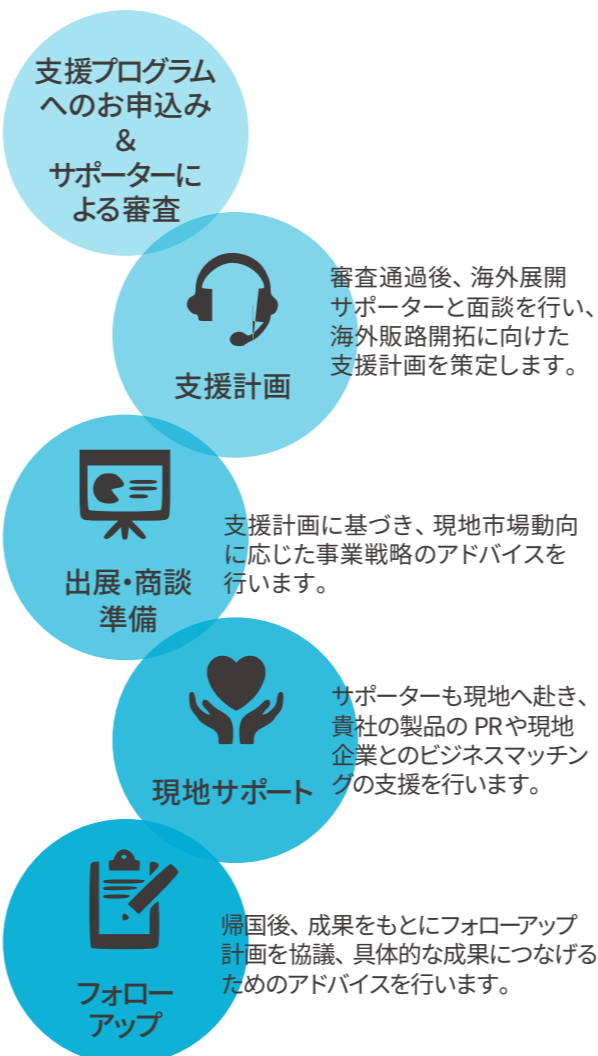 支援プログラム
へのお申込み
&
サポーターに
よる審査
支援計画
審査通過後、海外展開
サポーターと面談を行い、
海外販路開拓に向けた
支援計画を策定します。
出展・商談
準備
支援計画に基づき、現地市場動向
に応じた事業戦略のアドバイスを
行います。
現地サポート
サポーターも現地へ赴き、
貴社の製品の PRや現地
企業とのビジネスマッチン
グの支援を行います。
フォロー
アップ
帰国後、成果をもとにフォローアップ
計画を協議、具体的な成果につなげる
ためのアドバイスを行います。